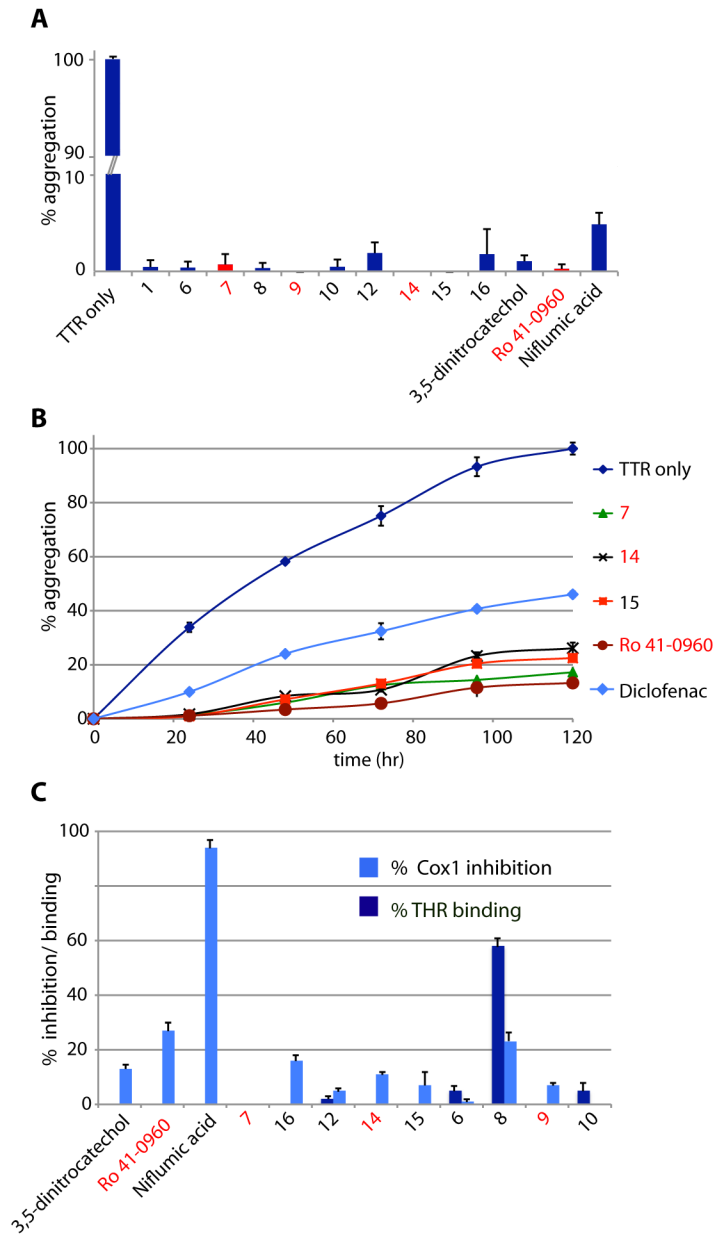 A
% aggregation
100
90
10
0
TTR only
1
6
7
8
9
10
12
14
15
16
3,5-dinitrocatechol
Ro 41-0960
Niflumic acid
B
% aggregation
100
80
60
40
20
0
0
20
40
60
80
100
120
time (hr)
TTR only
7
14
15
Ro 41-0960
Diclofenac
C
% inhibition/ binding
100
60
40
20
0
% Cox1 inhibition
% THR binding
3,5-dinitrocatechol
Ro 41-0960
Niflumic acid
7
16
12
14
15
6
8
9
10